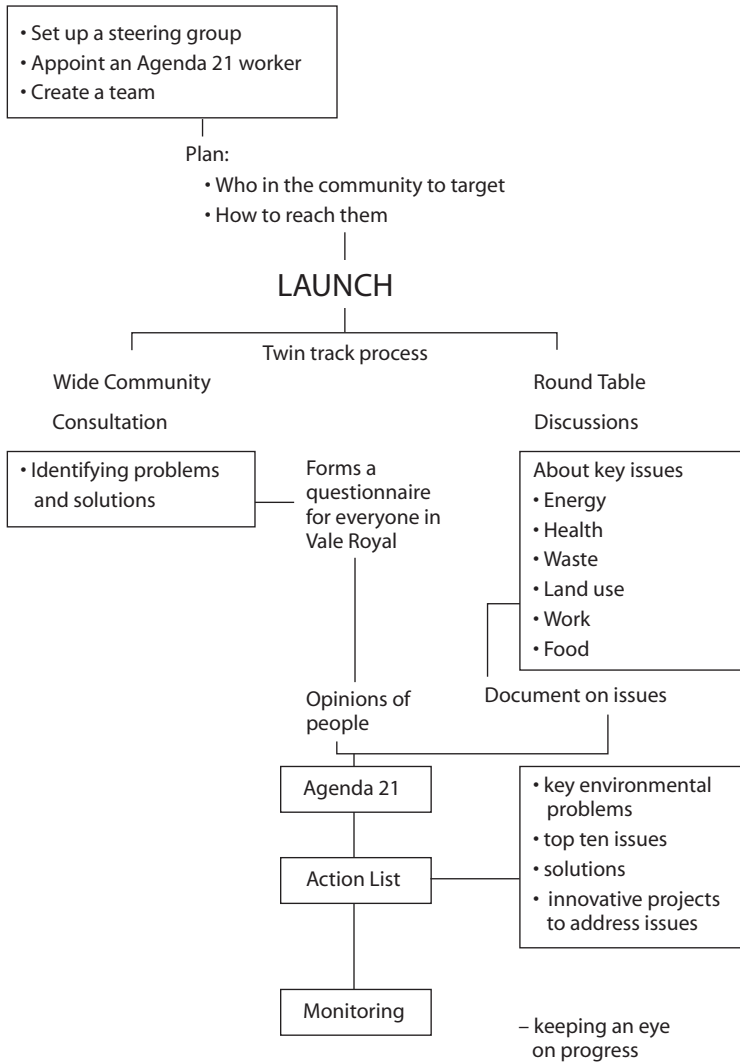 • Set up a steering group
• Appoint an Agenda 21 worker
• Create a team
Plan:
• Who in the community to target
• How to reach them
LAUNCH
Twin track process
Wide Community
Consultation
Round Table
Discussions
• Identifying problems
and solutions
Forms a
questionnaire
for everyone in
Vale Royal
About key issues
• Energy
• Health
• Waste
• Land use
• Work
• Food
Opinions of
people
Document on issues
Agenda 21
Action List
• key environmental
problems
• top ten issues
• solutions
• innovative projects
to address issues
Monitoring
– keeping an eye
on progress